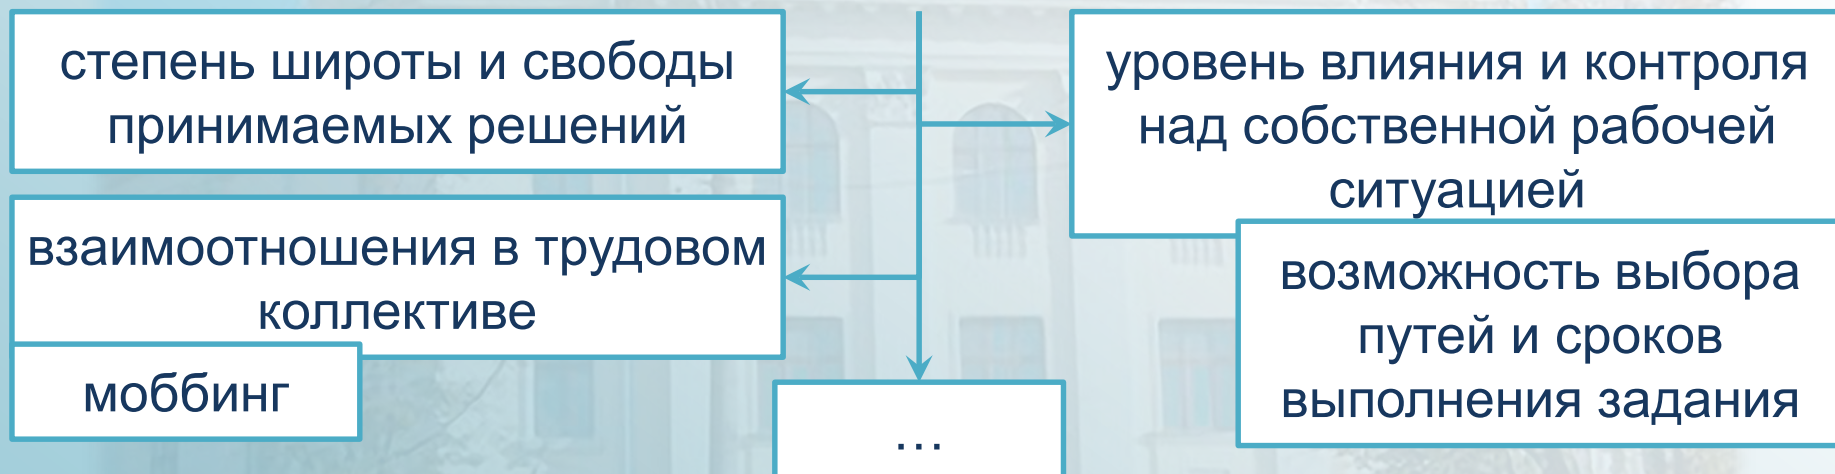 степень широты и свободы
принимаемых решений
уровень влияния и контроля
над собственной рабочей
ситуацией
взаимоотношения в трудовом
коллективе
моббинг
возможность выбора
путей и сроков
выполнения задания
...